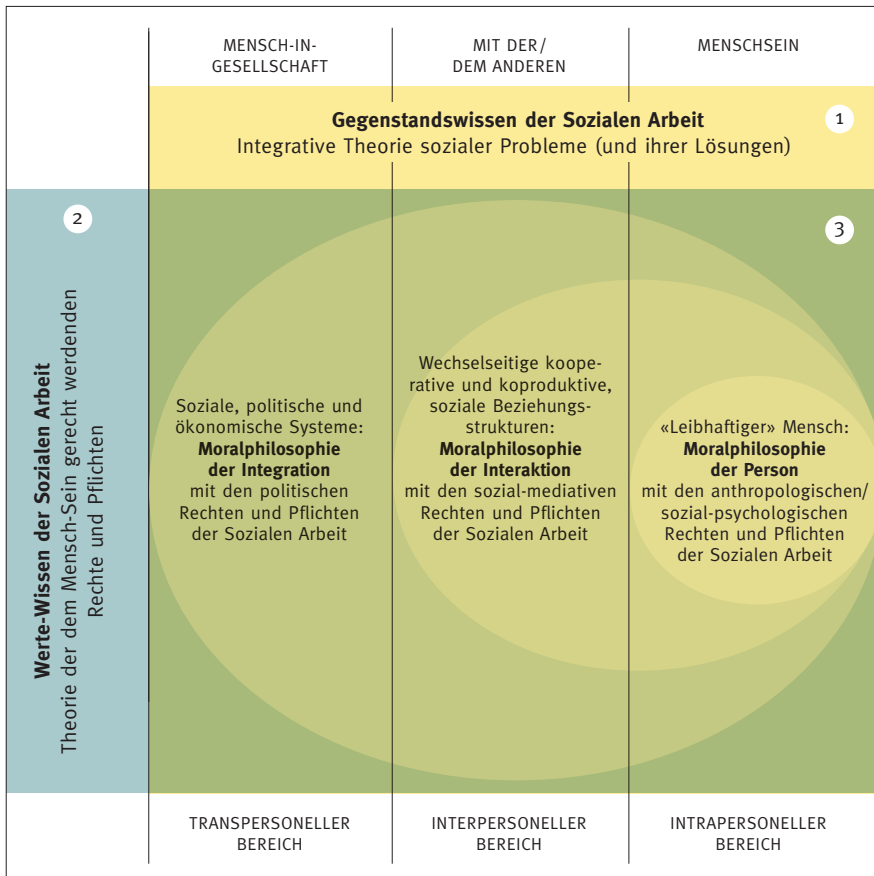 MENSCH-IN-
GESELLSCHAFT
MIT DER/
DEM ANDEREN
MENSCHSEIN
Gegenstandswissen der Sozialen Arbeit
Integrative Theorie sozialer Probleme (und ihrer Lösungen)
1
2
Werte-Wissen der Sozialen Arbeit
Theorie der dem Mensch-Sein gerecht werdenden
Rechte und Pflichten
3
Soziale, politische und
ökonomische Systeme:
Moralphilosophie
der Integration
mit den politischen
Rechten und Pflichten
der Sozialen Arbeit
Wechselseitige koope-
rative und koproduktive,
soziale Beziehungs-
strukturen:
Moralphilosophie
der Interaktion
mit den sozial-mediativen
Rechten und Pflichten
der Sozialen Arbeit
«Leibhaftiger» Mensch:
Moralphilosophie
der Person
mit den anthropologischen/
sozial-psychologischen
Rechten und Pflichten
der Sozialen Arbeit
TRANSPERSONELLER
BEREICH
INTERPERSONELLER
BEREICH
INTRAPERSONELLER
BEREICH